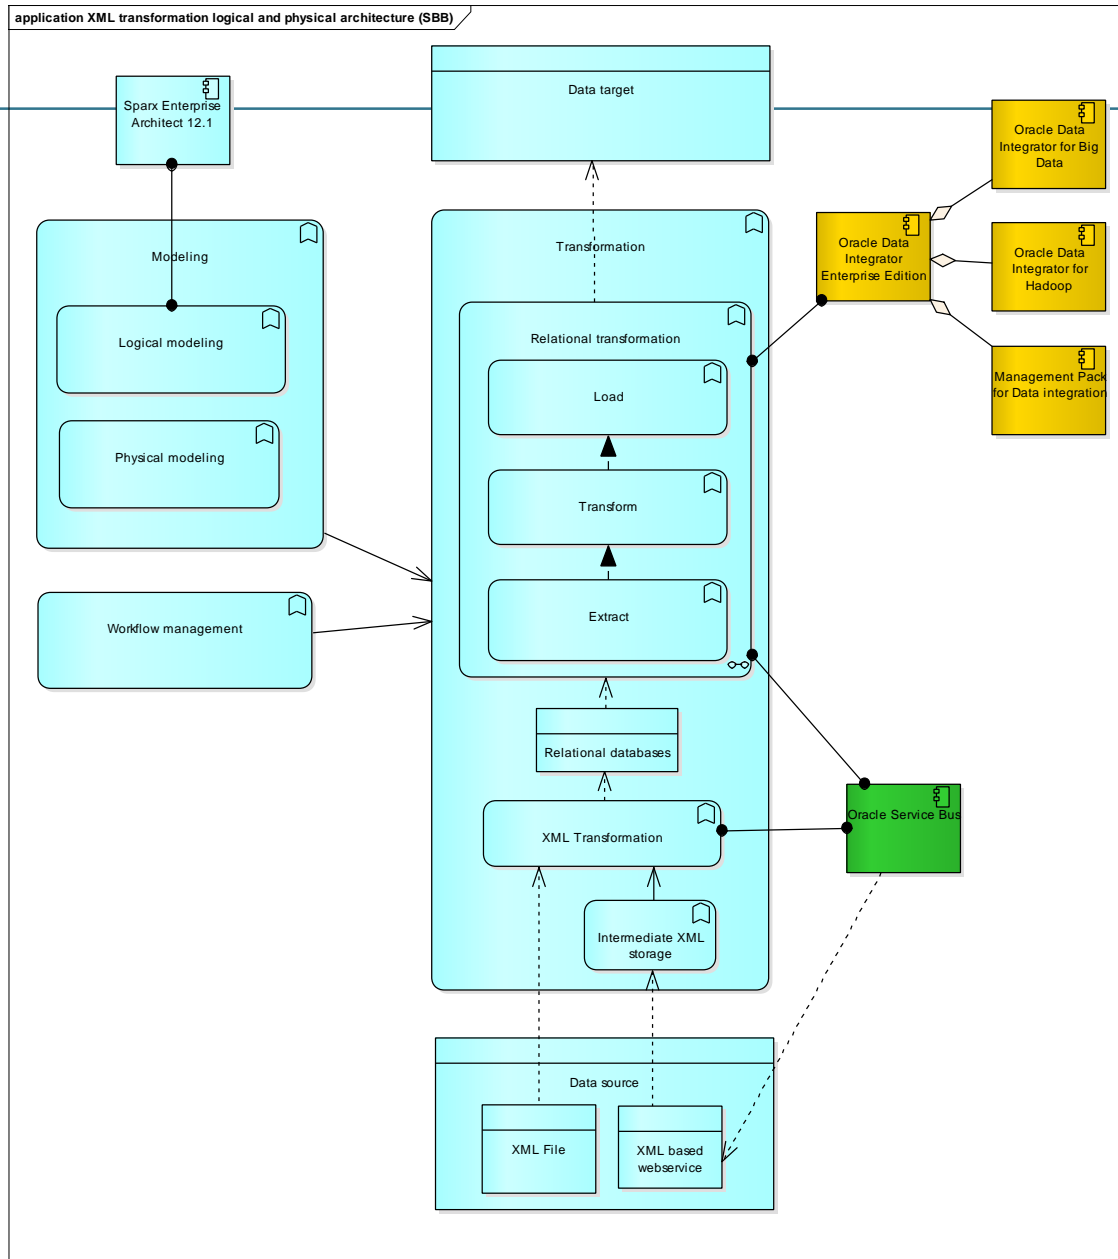 application XML transformation logical and physical architecture (SBB)
Sparx Enterprise
Architect 12.1
Data target
Oracle Data
Integrator for Big
Data
Modeling
Transformation
Oracle Data
Integrator
Enterprise Edition
Oracle Data
Integrator for
Hadoop
Logical modeling
Relational transformation
Management Pack
for Data integration
Load
Physical modeling
Transform
Workflow management
Extract
Relational databases
XML Transformation
Oracle Service Bus
Intermediate XML
storage
Data source
XML File
XML based
webservice